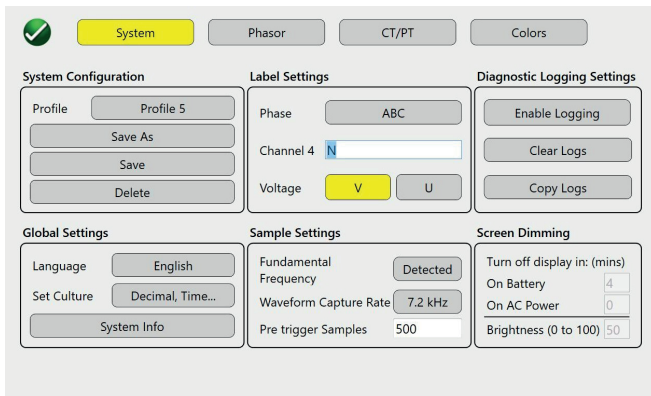 System Phasor CT/PT Colors
System Configuration
Profile Profile 5
Save As
Save
Delete
Label Settings
Phase ABC
Channel 4 N
Voltage V U
Diagnostic Logging Settings
Enable Logging
Clear Logs
Copy Logs
Global Settings
Language English
Set Culture Decimal, Time...
System Info
Sample Settings
Fundamental
Frequency Detected
Waveform Capture Rate 7.2 kHz
Pre trigger Samples 500
Screen Dimming
Turn off display in: (mins)
On Battery 4
On AC Power 0
Brightness (0 to 100) 50